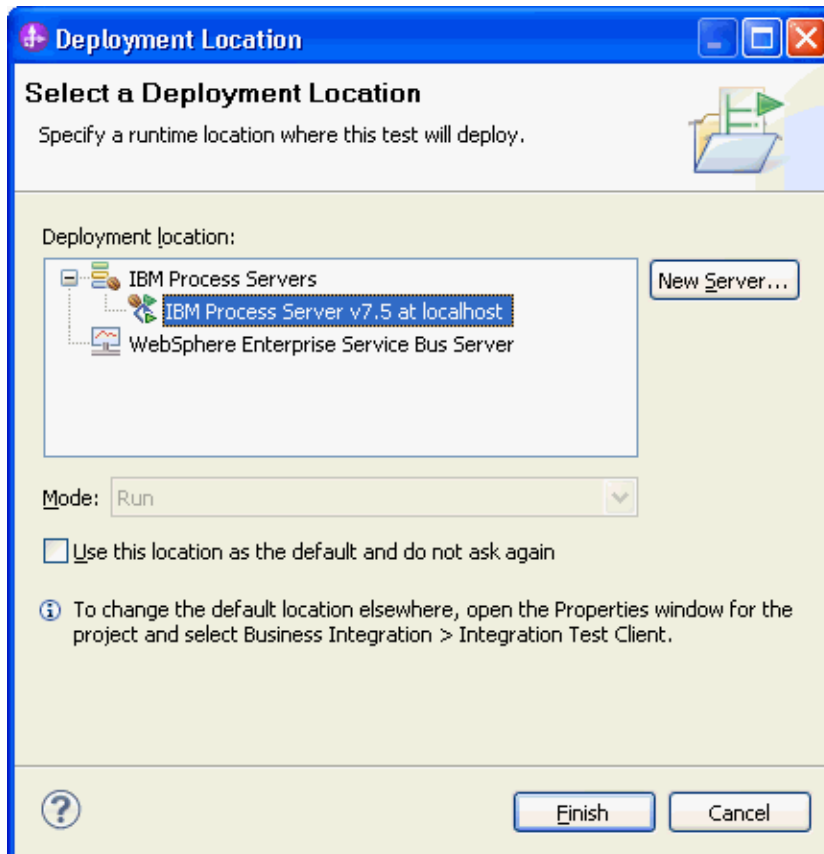 Deployment Location
Select a Deployment Location
Specify a runtime location where this test will deploy.
Deployment location:
IBM Process Servers
New Server...
IBM Process Server v7.5 at localhost
WebSphere Enterprise Service Bus Server
Mode: Run
Use this location as the default and do not ask again
To change the default location elsewhere, open the Properties window for the
project and select Business Integration > Integration Test Client.
Finish Cancel